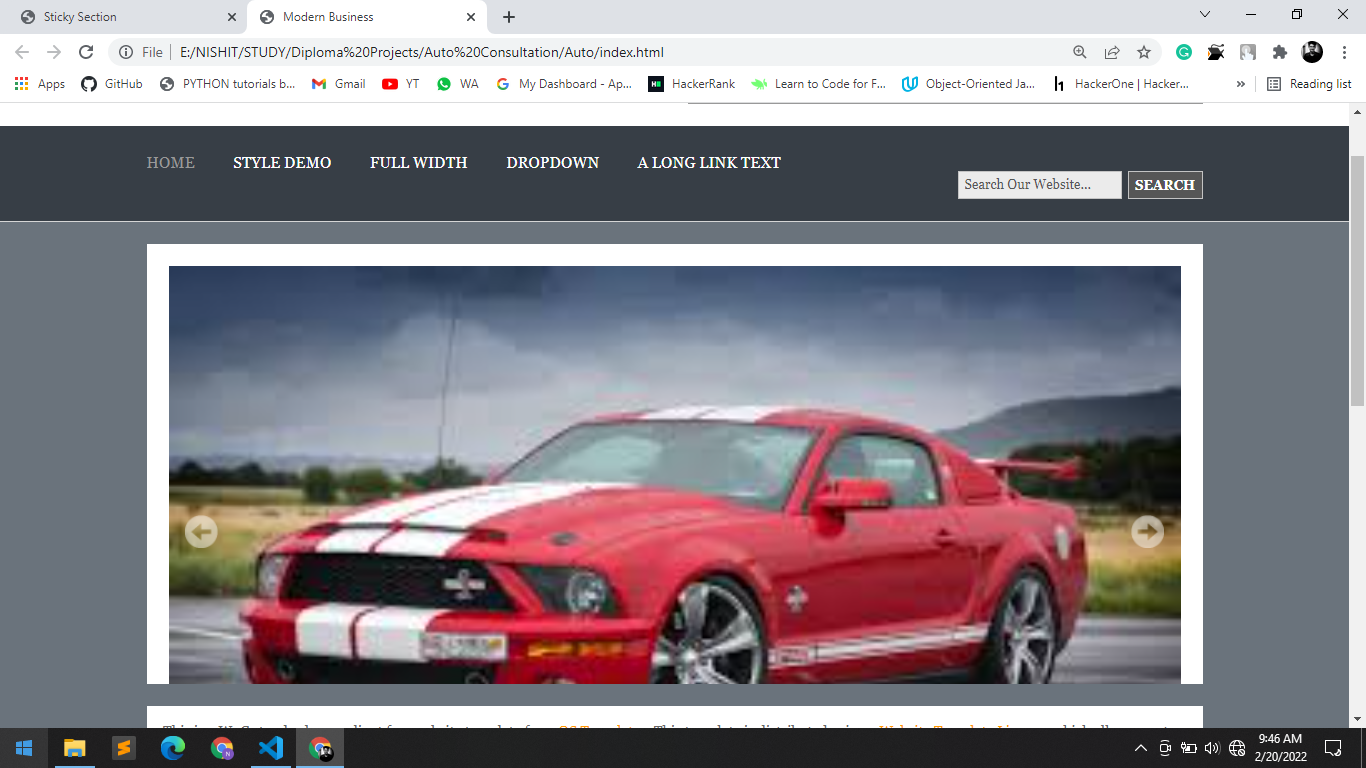 Sticky Section
Modern Business
File
E:/NISHIT/STUDY/Diploma%20Projects/Auto%20Consultation/Auto/index.html
Apps GitHub PYTHON tutorials b... Gmail YT WA My Dashboard - Ap... HackerRank Learn to Code for F... Object-Oriented Ja... HackerOne | Hacker... » Reading list
HOME STYLE DEMO FULL WIDTH DROPDOWN A LONG LINK TEXT
Search Our Website... SEARCH
9:46 AM
2/20/2022